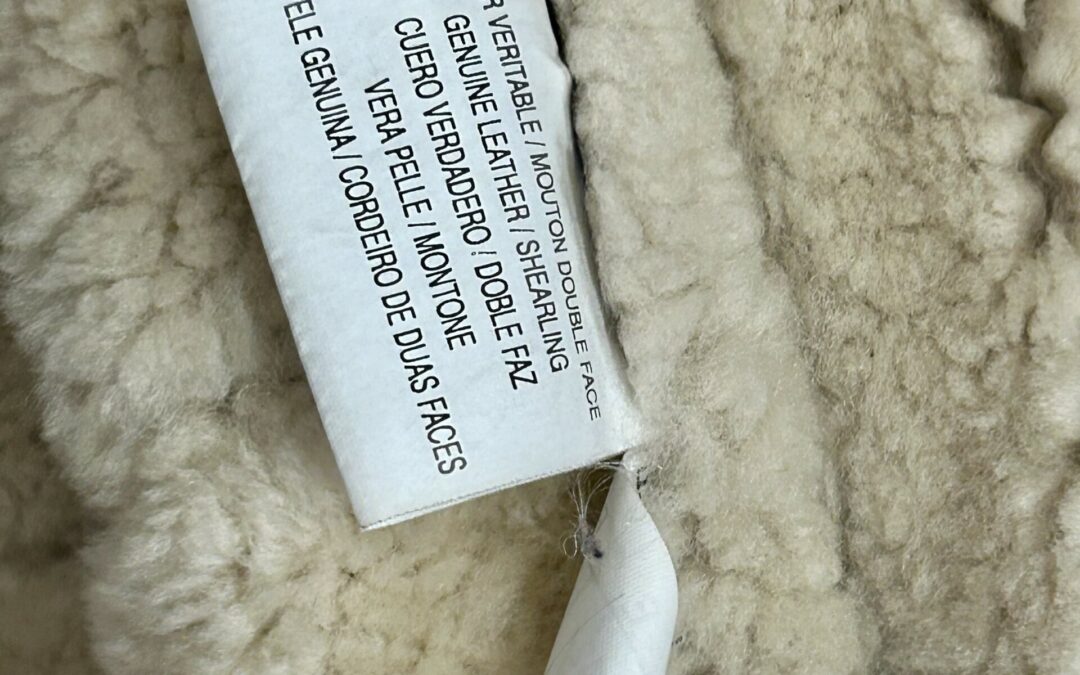 VERITABLE / MOUTON DOUBLE FACE
GENUINE LEATHER / SHEARLING
CUERO VERDADERO / DOBLE FAZ
VERA PELLE / MONTONE
ELE GENUINA / CORDEIRO DE DUAS FACES